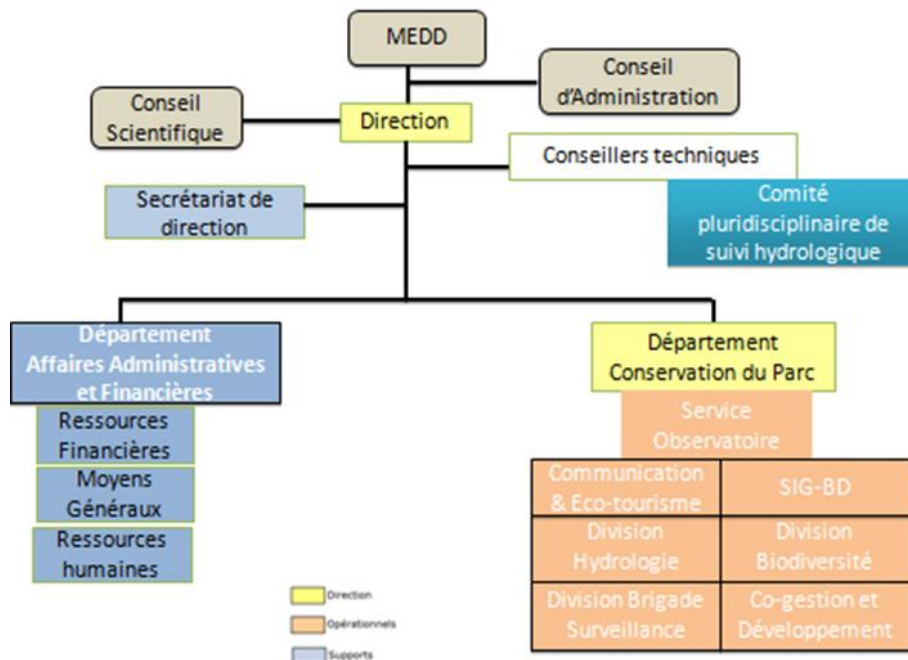 MEDD
Conseil
d'Administration
Conseil
Scientifique
Direction
Conseillers techniques
Secrétariat de
direction
Comité
pluridisciplinaire de
suivi hydrologique
Département
Affaires Administratives
et Financières
Ressources
Financières
Moyens
Généraux
Ressources
humaines
Département
Conservation du Parc
Service
Observatoire
Communication
& Eco-tourisme
SIG-BD
Division
Hydrologie
Division
Biodiversité
Division Brigade
Surveillance
Co-gestion et
Développement
Direction
Opérationnels
Supports